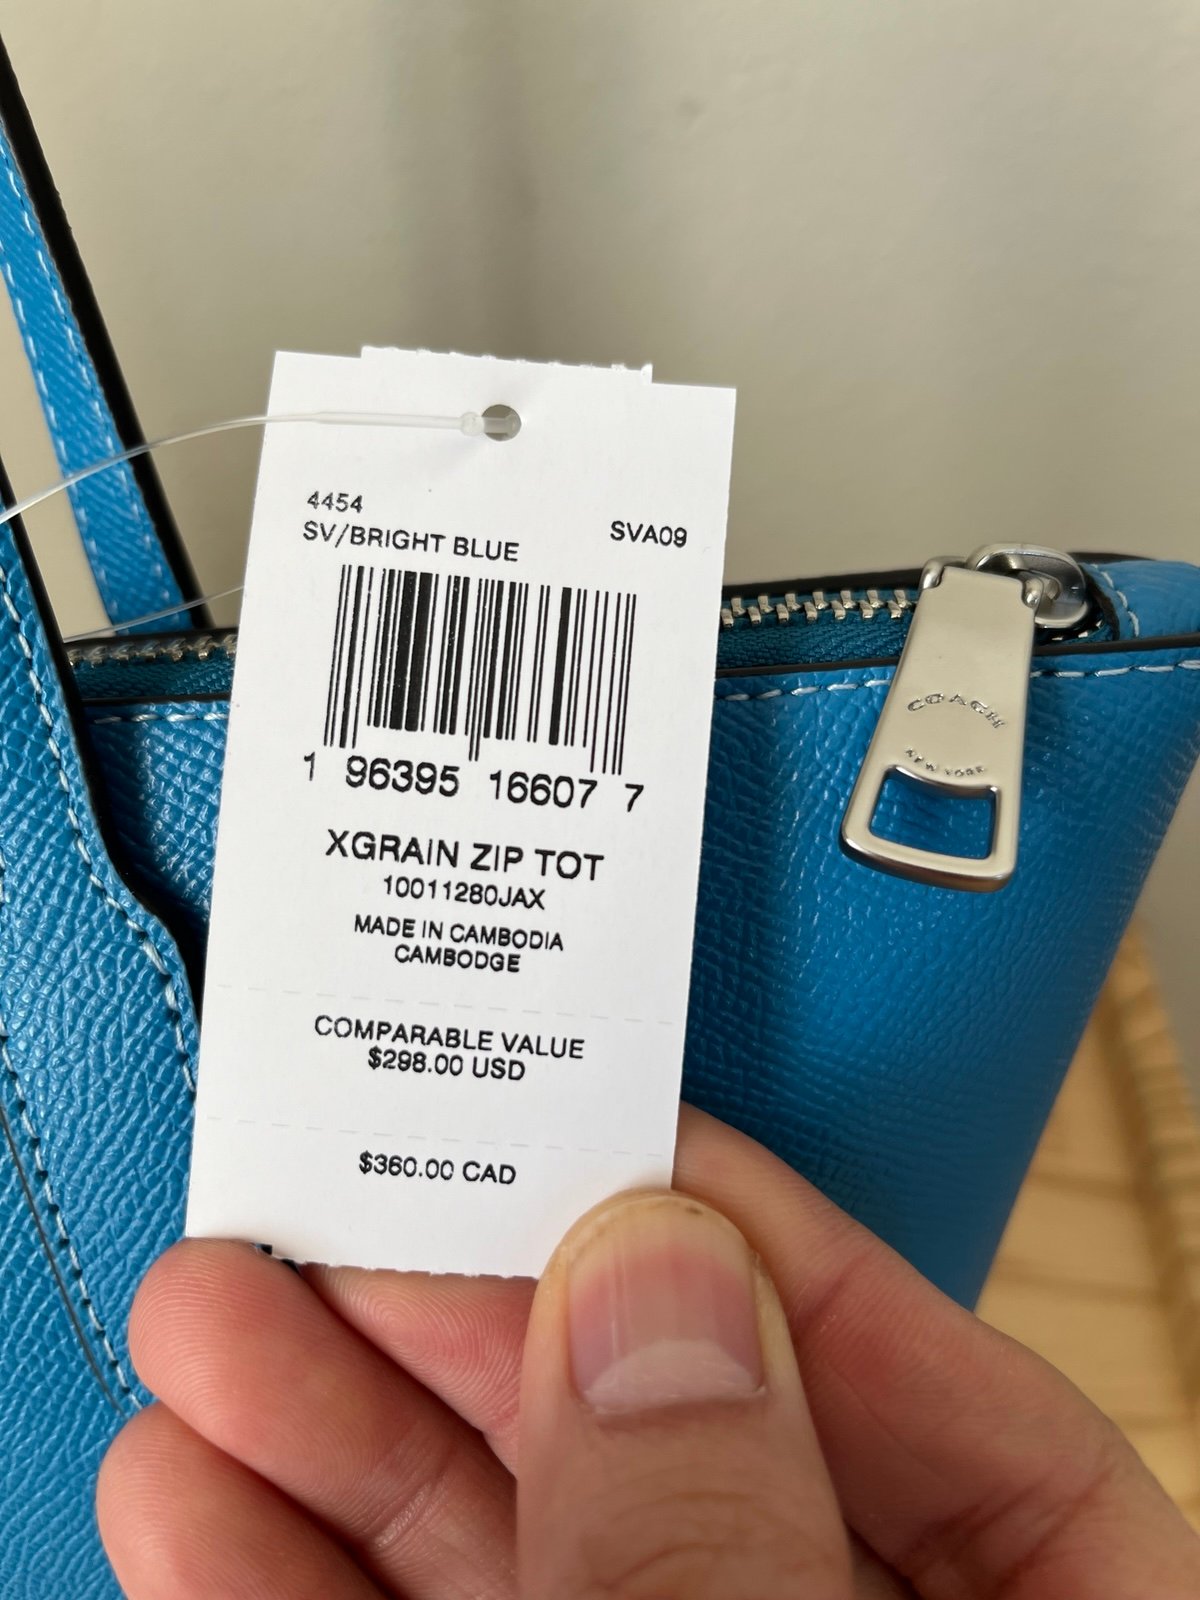 4454
SV/BRIGHT BLUE SVA09
1 96395 16607 7
XGRAIN ZIP TOT
10011280JAX
MADE IN CAMBODIA
CAMBODGE
COMPARABLE VALUE
$298.00 USD
$360.00 CAD
COACH
NEW YORK